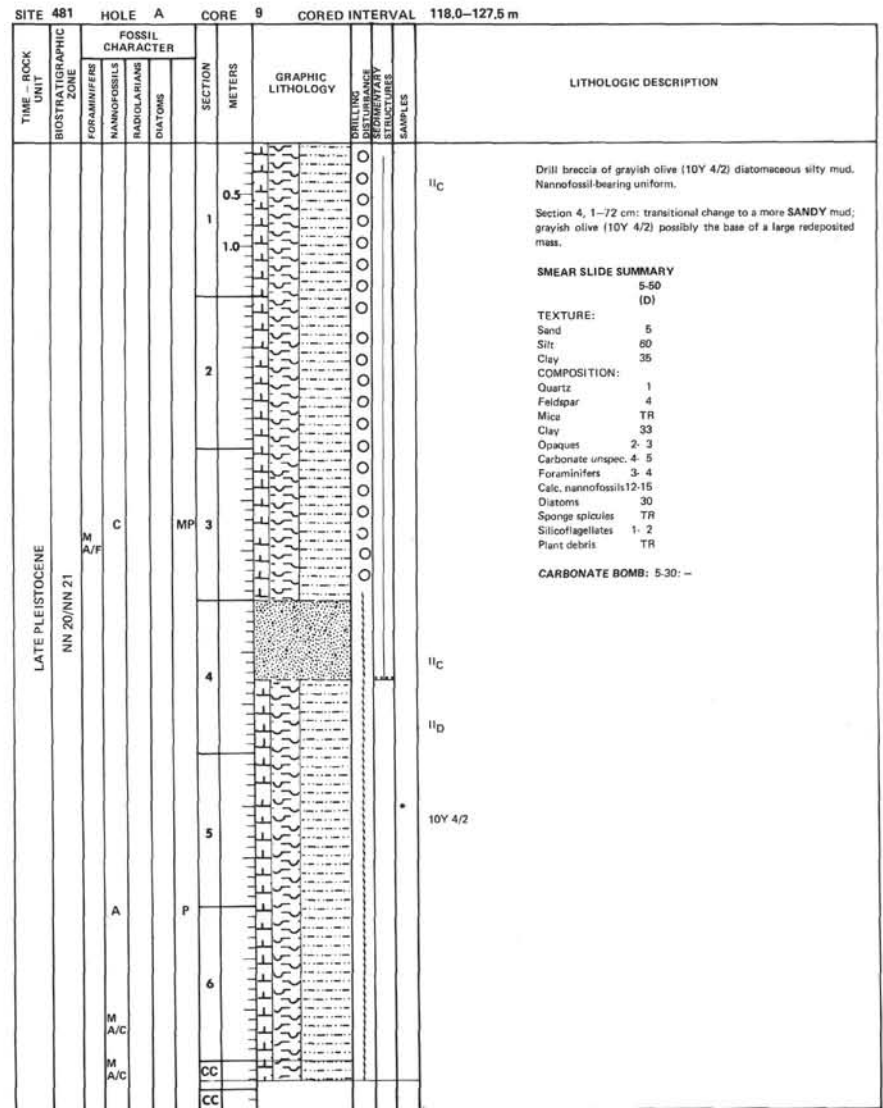 SITE 481 HOLE A CORE 9 CORED INTERVAL 118.0–127.5 m
TIME – ROCK UNIT
BIOSTRATIGRAPHIC ZONE
FOSSIL CHARACTER
FORAMINIFERS
NANNOFOSSILS
RADIOLARIANS
DIATOMS
SECTION
METERS
GRAPHIC LITHOLOGY
DRILLING DISTURBANCE
SEDIMENTARY STRUCTURES
SAMPLES
LITHOLOGIC DESCRIPTION
LATE PLEISTOCENE
NN 20/NN 21
M
A/F
C
MP
A
P
M
A/C
M
A/C
0.5
1
1.0
2
3
4
5
6
CC
CC
IIC
IIC
IID
*
10Y 4/2
Drill breccia of grayish olive (10Y 4/2) diatomaceous silty mud.
Nannofossil-bearing uniform.
Section 4, 1–72 cm: transitional change to a more SANDY mud;
grayish olive (10Y 4/2) possibly the base of a large redeposited
mass.
SMEAR SLIDE SUMMARY
5-50
(D)
TEXTURE:
Sand 5
Silt 60
Clay 35
COMPOSITION:
Quartz 1
Feldspar 4
Mica TR
Clay 33
Opaques 2- 3
Carbonate unspec. 4- 5
Foraminifers 3- 4
Calc. nannofossils 12-15
Diatoms 30
Sponge spicules TR
Silicoflagellates 1- 2
Plant debris TR
CARBONATE BOMB: 5-30: –